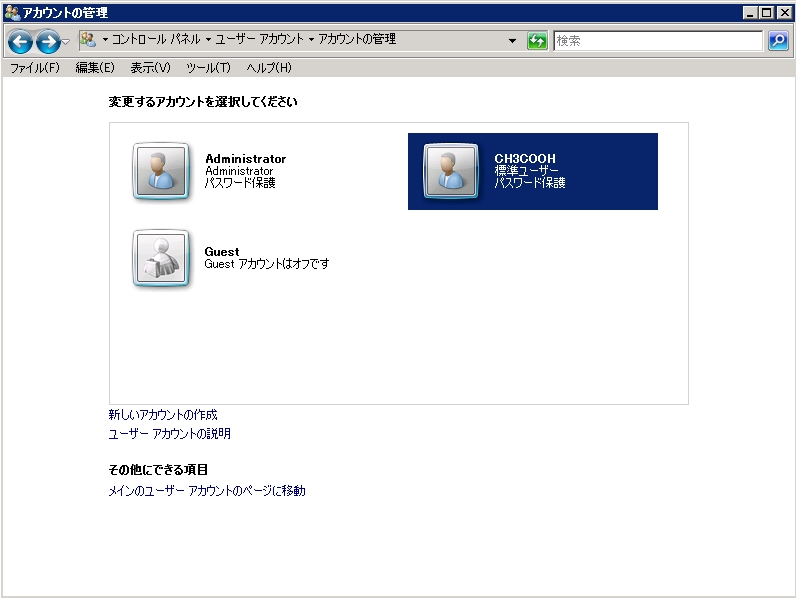 アカウントの管理
コントロール パネル ユーザー アカウント アカウントの管理
検索
ファイル(F) 編集(E) 表示(V) ツール(T) ヘルプ(H)
変更するアカウントを選択してください
Administrator
Administrator
パスワード保護
CH3COOH
標準ユーザー
パスワード保護
Guest
Guest アカウントはオフです
新しいアカウントの作成
ユーザー アカウントの説明
その他にできる項目
メインのユーザー アカウントのページに移動